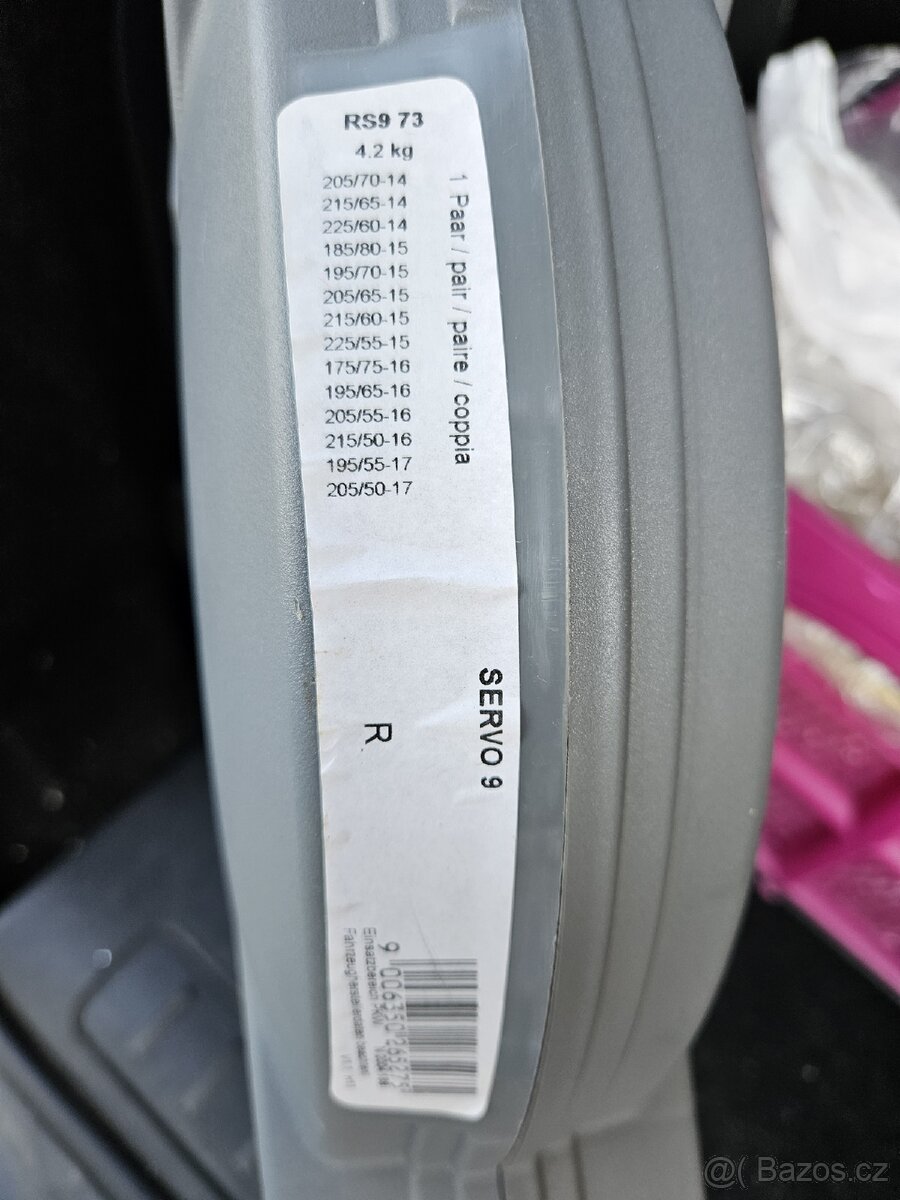 RS9 73
4.2 kg
205/70-14
215/65-14
225/60-14
185/80-15
195/70-15
205/65-15
215/60-15
225/55-15
175/75-16
195/65-16
205/55-16
215/50-16
195/55-17
205/50-17
1 Paar / pair / paire / coppia
SERVO 9
R
Einsatzbereich PKW
@( Bazos.cz